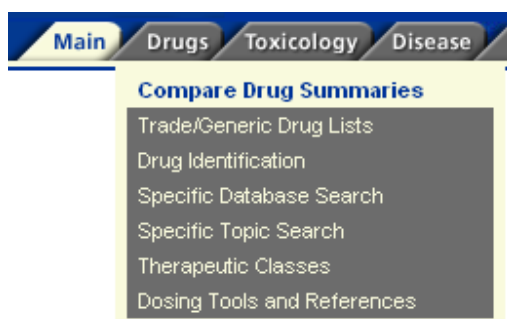 Main Drugs Toxicology Disease
Compare Drug Summaries
Trade/Generic Drug Lists
Drug Identification
Specific Database Search
Specific Topic Search
Therapeutic Classes
Dosing Tools and References